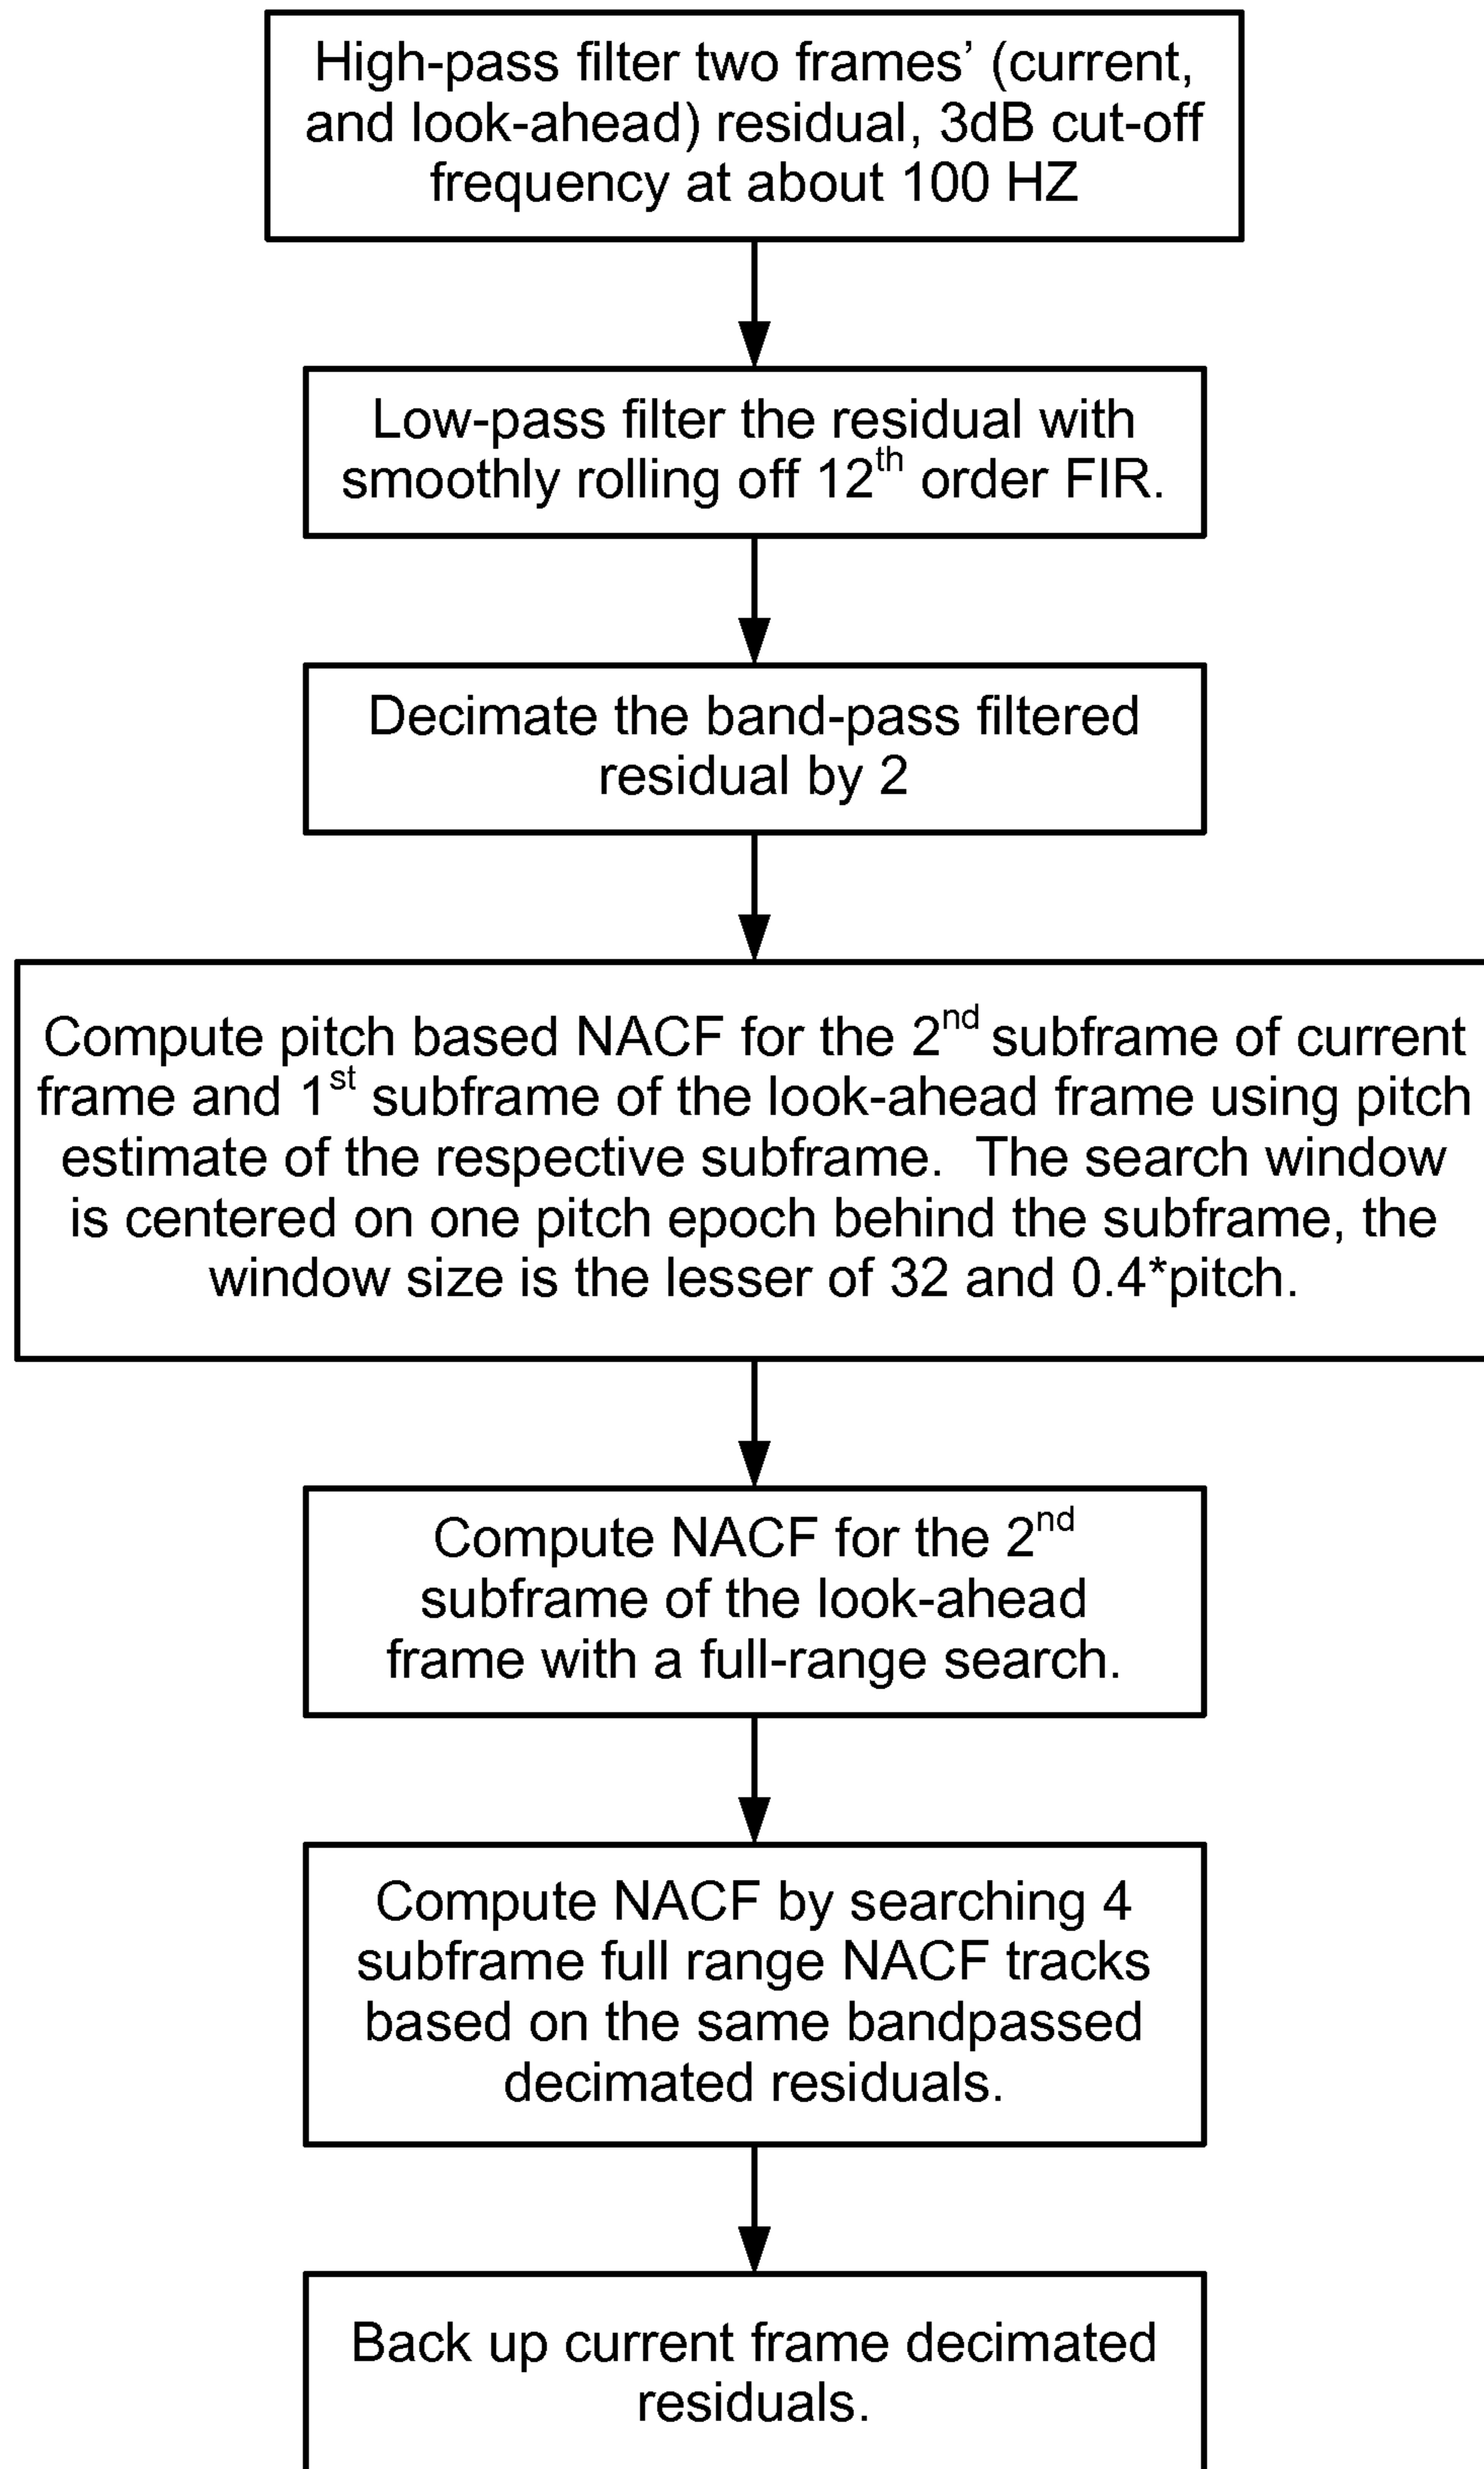 High-pass filter two frames’ (current,
and look-ahead) residual, 3dB cut-off
frequency at about 100 HZ
Low-pass filter the residual with
smoothly rolling off 12th order FIR.
Decimate the band-pass filtered
residual by 2
Compute pitch based NACF for the 2nd subframe of current
frame and 1st subframe of the look-ahead frame using pitch
estimate of the respective subframe.  The search window
is centered on one pitch epoch behind the subframe, the
window size is the lesser of 32 and 0.4*pitch.
Compute NACF for the 2nd
subframe of the look-ahead
frame with a full-range search.
Compute NACF by searching 4
subframe full range NACF tracks
based on the same bandpassed
decimated residuals.
Back up current frame decimated
residuals.